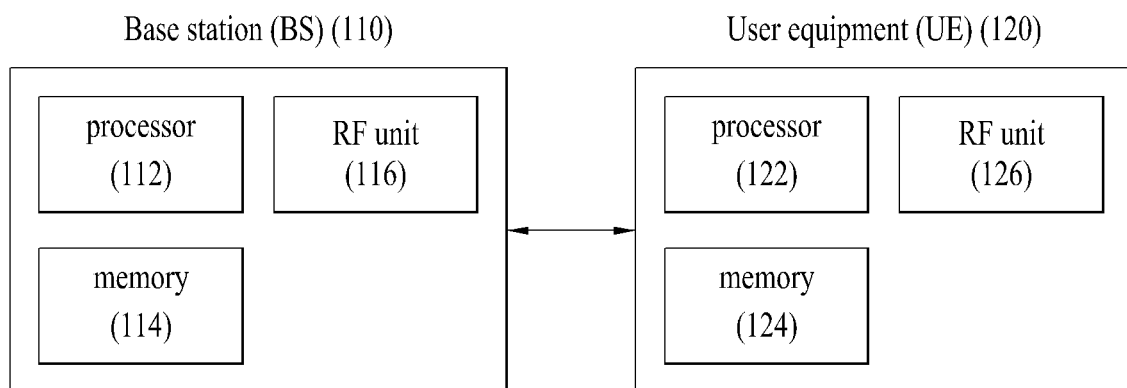 Base station (BS) (110)
processor
(112)
RF unit
(116)
memory
(114)
User equipment (UE) (120)
processor
(122)
RF unit
(126)
memory
(124)